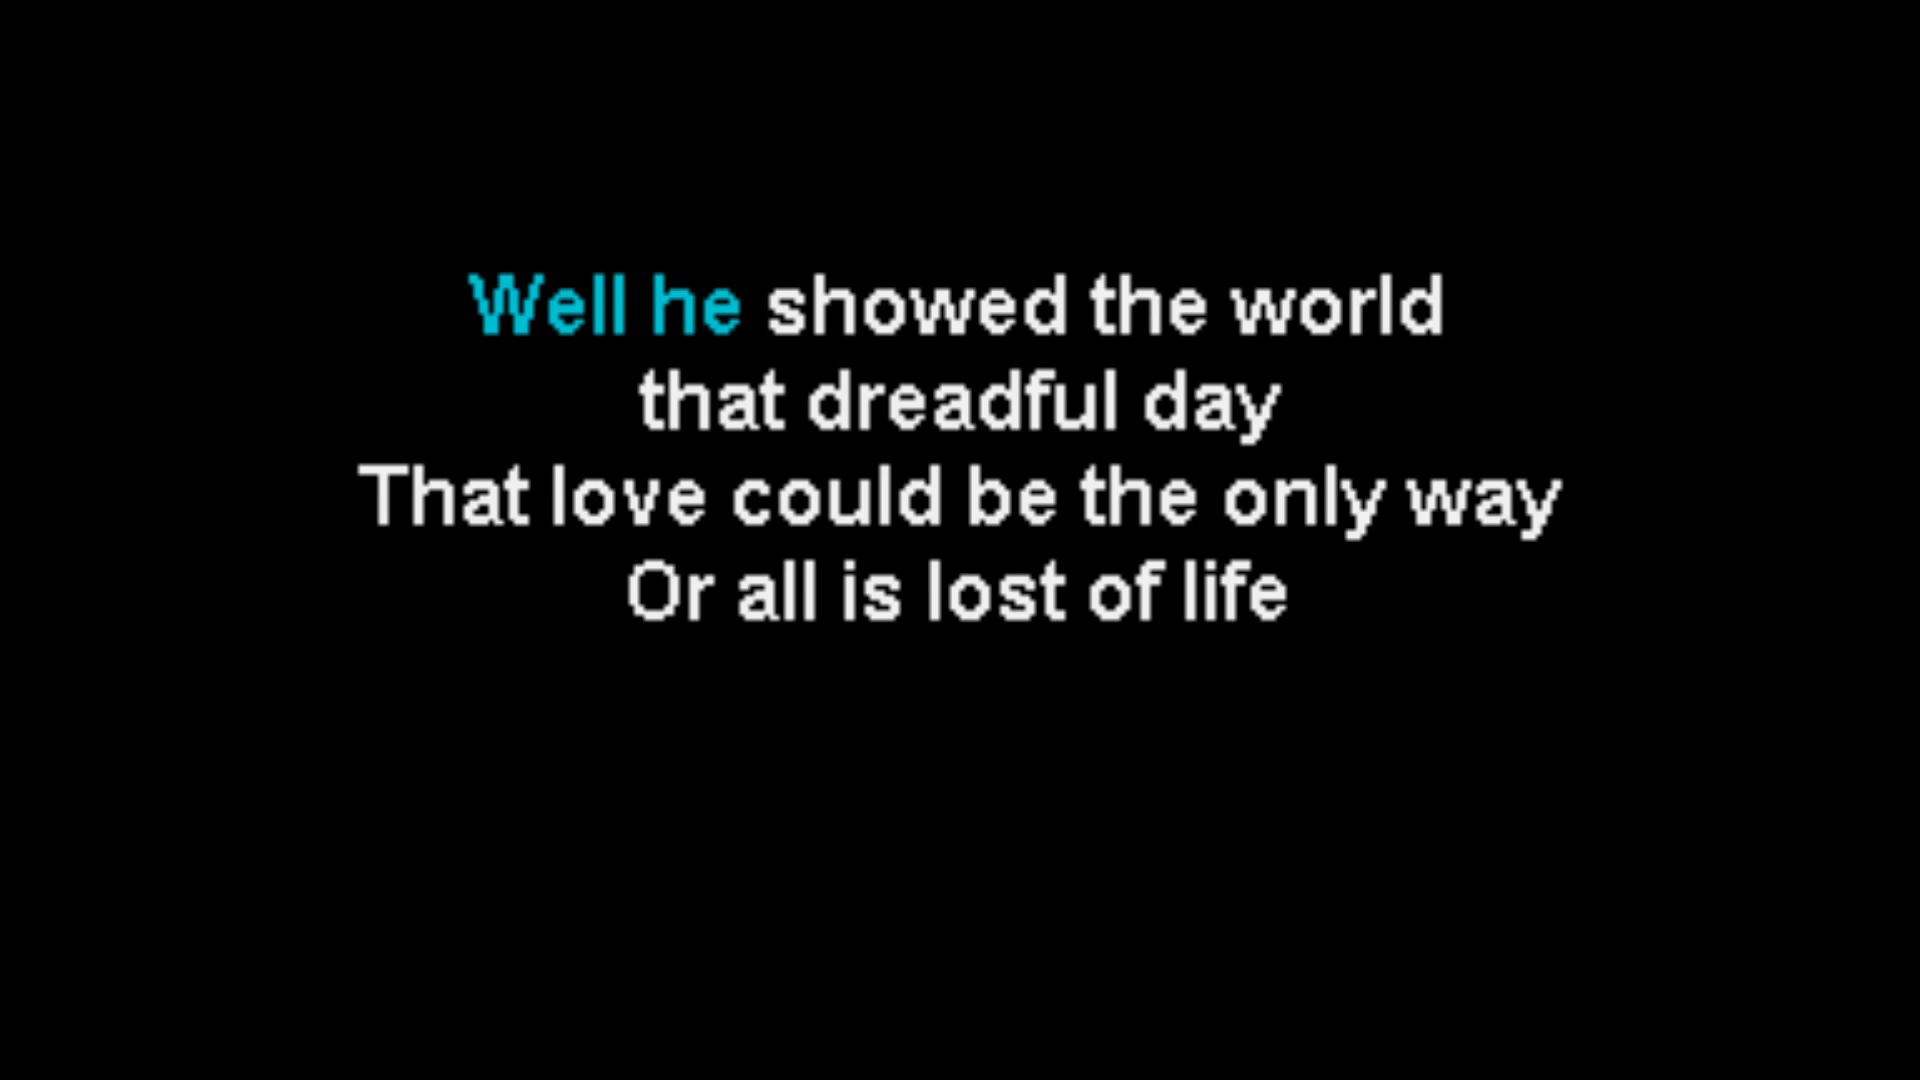 Well he showed the world
that dreadful day
That love could be the only way
Or all is lost of life